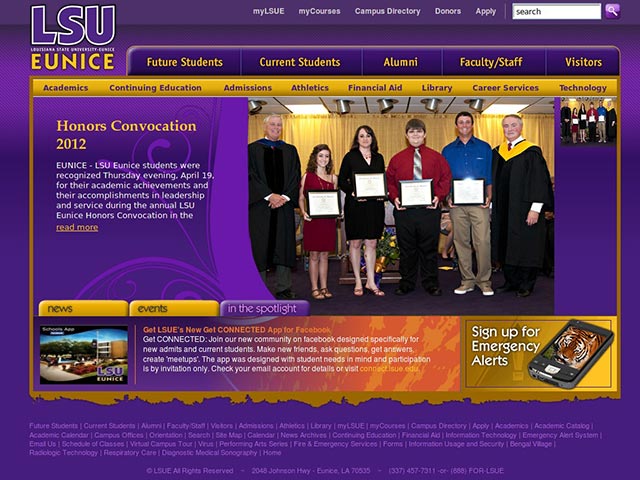 LSU
LOUISIANA STATE UNIVERSITY-EUNICE
EUNICE
myLSUE myCourses Campus Directory Donors Apply search
Future Students Current Students Alumni Faculty/Staff Visitors
Academics Continuing Education Admissions Athletics Financial Aid Library Career Services Technology
Honors Convocation
2012
EUNICE - LSU Eunice students were
recognized Thursday evening, April 19,
for their academic achievements and
their accomplishments in leadership
and service during the annual LSU
Eunice Honors Convocation in the
read more
news events in the spotlight
Schools App
LSU
EUNICE
Get LSUE's New Get CONNECTED App for Facebook
Get CONNECTED: Join our new community on facebook designed specifically for
new admits and current students. Make new friends, ask questions, get answers,
create 'meetups'. The app was designed with student needs in mind and participation
is by invitation only. Check your email account for details or visit connect.lsue.edu.
Sign up for
Emergency
Alerts
Future Students | Current Students | Alumni | Faculty/Staff | Visitors | Admissions | Athletics | Library | myLSUE | myCourses | Campus Directory | Apply | Academics | Academic Catalog |
Academic Calendar | Campus Offices | Orientation | Search | Site Map | Calendar | News Archives | Continuing Education | Financial Aid | Information Technology | Emergency Alert System |
Email Us | Schedule of Classes | Virtual Campus Tour | Virus | Performing Arts Series | Fire & Emergency Services | Forms | Information Usage and Security | Bengal Village |
Radiologic Technology | Respiratory Care | Diagnostic Medical Sonography | Home
© LSUE All Rights Reserved ~ 2048 Johnson Hwy - Eunice, LA 70535 ~ (337) 457-7311 -or- (888) FOR-LSUE